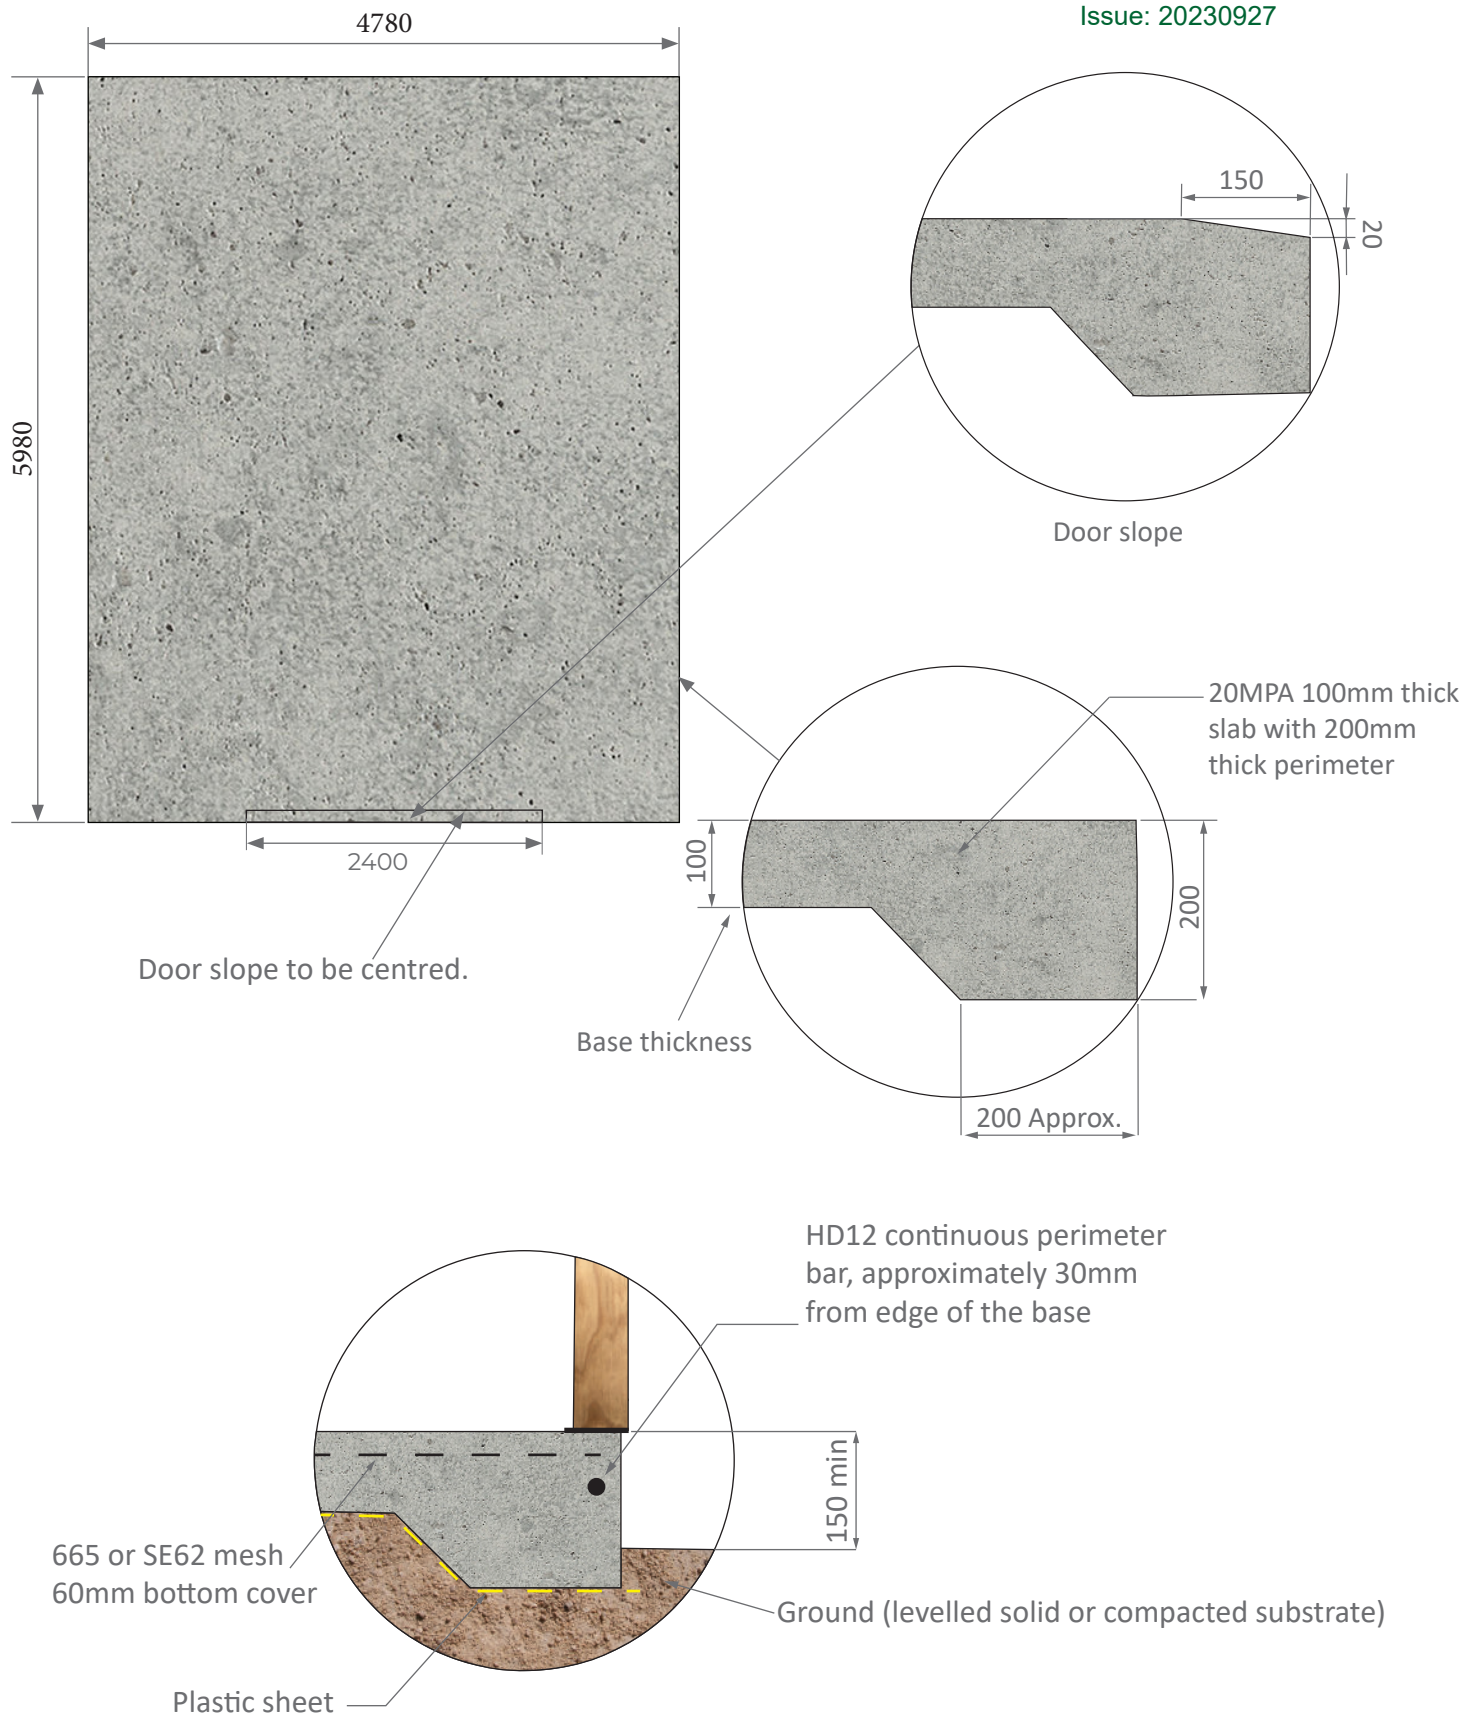 Issue: 20230927
4780
5980
2400
Door slope to be centred.
150
20
Door slope
20MPA 100mm thick
slab with 200mm
thick perimeter
100
200
Base thickness
200 Approx.
HD12 continuous perimeter
bar, approximately 30mm
from edge of the base
150 min
665 or SE62 mesh
60mm bottom cover
Ground (levelled solid or compacted substrate)
Plastic sheet